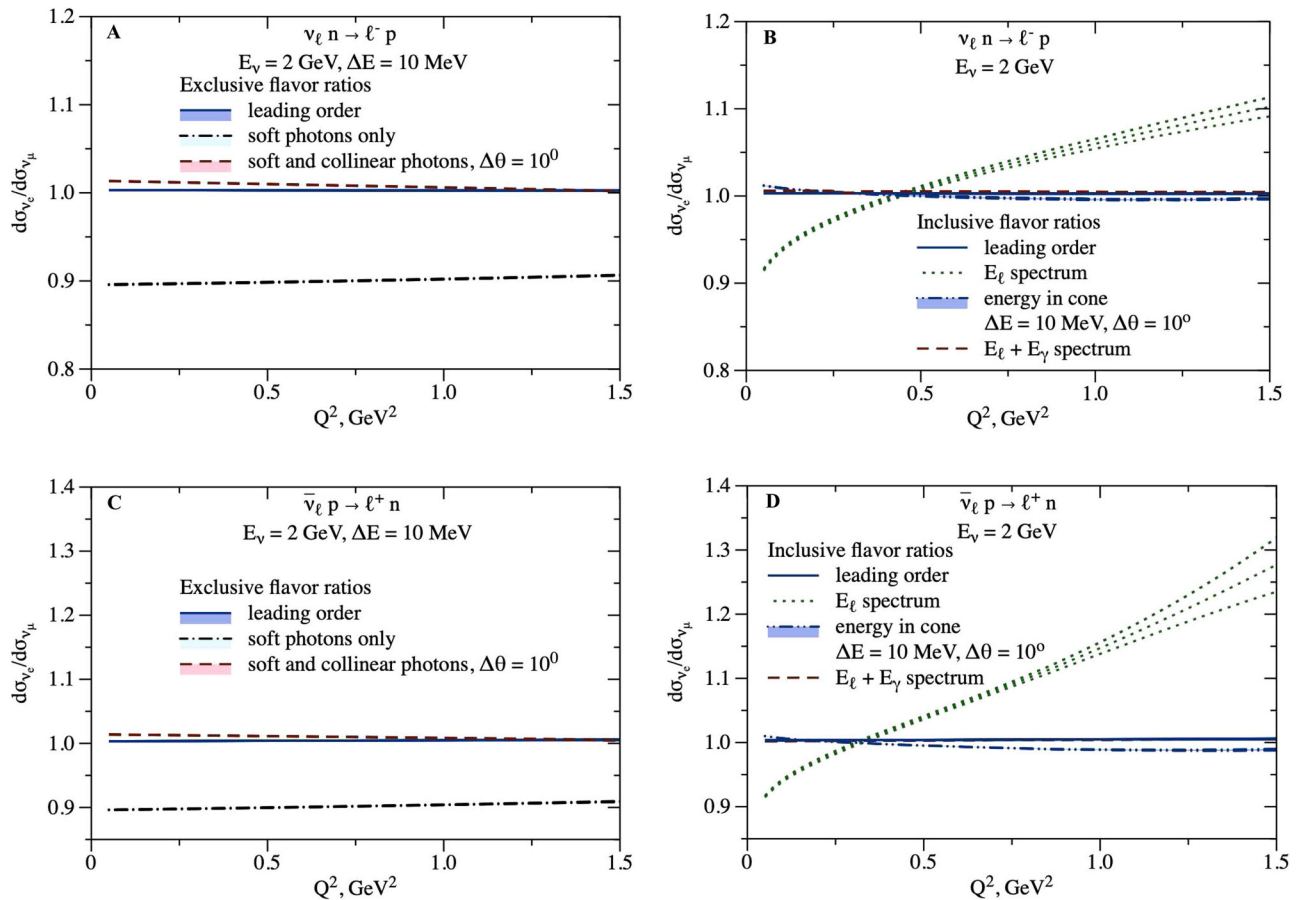 A
ν_ℓ n → ℓ⁻ p
E_ν = 2 GeV, ΔE = 10 MeV
Exclusive flavor ratios
leading order
soft photons only
soft and collinear photons, Δθ = 10⁰
1.2
1.1
1.0
0.9
0.8
dσ_νe/dσ_νμ
0
0.5
1.0
1.5
Q², GeV²
B
ν_ℓ n → ℓ⁻ p
E_ν = 2 GeV
Inclusive flavor ratios
leading order
E_ℓ spectrum
energy in cone
ΔE = 10 MeV, Δθ = 10º
E_ℓ + E_γ spectrum
1.2
1.1
1.0
0.9
0.8
dσ_νe/dσ_νμ
0
0.5
1.0
1.5
Q², GeV²
C
ν̅_ℓ p → ℓ⁺ n
E_ν = 2 GeV, ΔE = 10 MeV
Exclusive flavor ratios
leading order
soft photons only
soft and collinear photons, Δθ = 10⁰
1.4
1.3
1.2
1.1
1.0
0.9
dσ_νe/dσ_νμ
0
0.5
1.0
1.5
Q², GeV²
D
ν̅_ℓ p → ℓ⁺ n
E_ν = 2 GeV
Inclusive flavor ratios
leading order
E_ℓ spectrum
energy in cone
ΔE = 10 MeV, Δθ = 10º
E_ℓ + E_γ spectrum
1.4
1.3
1.2
1.1
1.0
0.9
dσ_νe/dσ_νμ
0
0.5
1.0
1.5
Q², GeV²